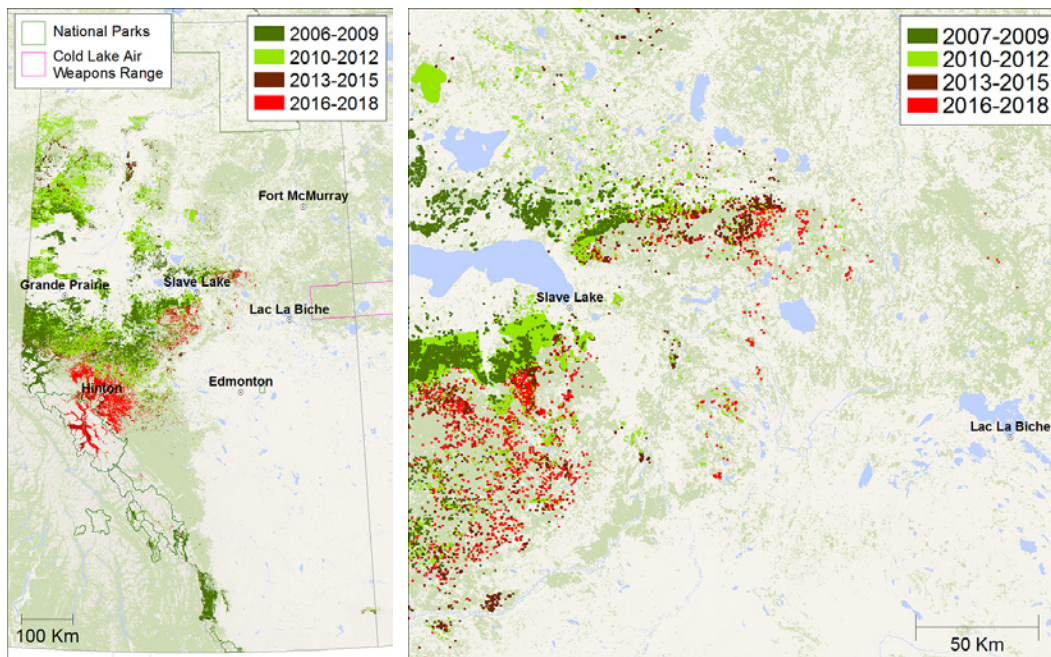 National Parks
Cold Lake Air
Weapons Range
2006-2009
2010-2012
2013-2015
2016-2018
Fort McMurray
Grande Prairie
Slave Lake
Lac La Biche
Hinton
Edmonton
100 Km
2007-2009
2010-2012
2013-2015
2016-2018
Slave Lake
Lac La Biche
50 Km